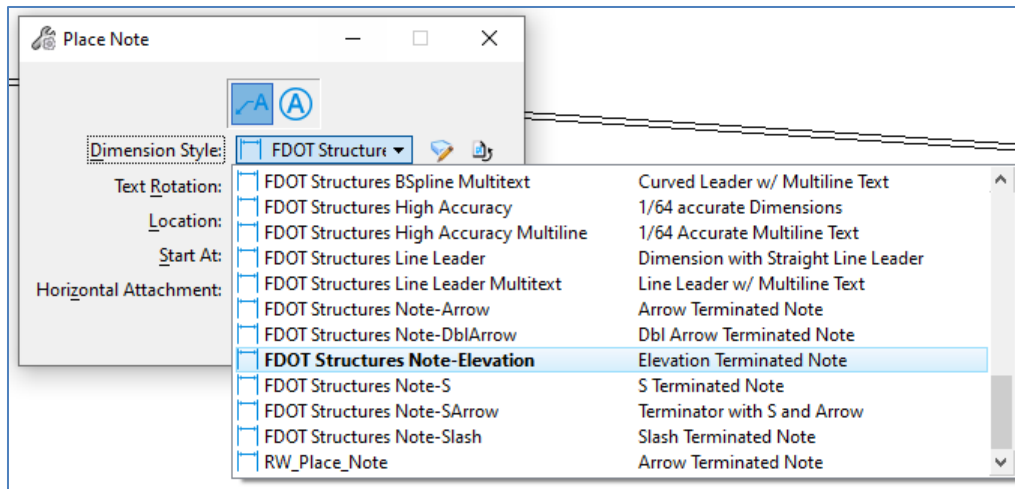 Place Note
A A
Dimension Style: FDOT Structure
Text Rotation:
Location:
Start At:
Horizontal Attachment:
FDOT Structures BSpline Multitext Curved Leader w/ Multiline Text
FDOT Structures High Accuracy 1/64 accurate Dimensions
FDOT Structures High Accuracy Multiline 1/64 Accurate Multiline Text
FDOT Structures Line Leader Dimension with Straight Line Leader
FDOT Structures Line Leader Multitext Line Leader w/ Multiline Text
FDOT Structures Note-Arrow Arrow Terminated Note
FDOT Structures Note-DblArrow Dbl Arrow Terminated Note
FDOT Structures Note-Elevation Elevation Terminated Note
FDOT Structures Note-S S Terminated Note
FDOT Structures Note-SArrow Terminator with S and Arrow
FDOT Structures Note-Slash Slash Terminated Note
RW_Place_Note Arrow Terminated Note